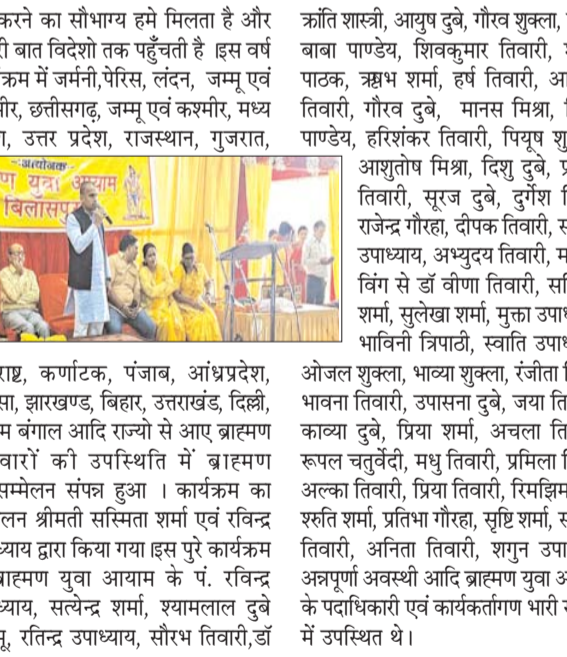 करने का सौभाग्य हमे मिलता है और
री बात विदेशो तक पहुँचती है ।इस वर्ष
क्रम में जर्मनी,पेरिस, लंदन, जम्मू एवं
मीर, छत्तीसगढ़, जम्मू एवं कश्मीर, मध्य
उत्तर प्रदेश, राजस्थान, गुजरात,
-:आयोजक:-
ण युवा आयाम
बिलासपु
राष्ट्र, कर्णाटक, पंजाब, आंध्रप्रदेश,
सा, झारखण्ड, बिहार, उत्तराखंड, दिल्ली,
म बंगाल आदि राज्यो से आए ब्राह्मण
वारों की उपस्थिति में ब्राह्मण
सम्मेलन संपन्न हुआ । कार्यक्रम का
लन श्रीमती सस्मिता शर्मा एवं रविन्द्र
ध्याय द्वारा किया गया ।इस पुरे कार्यक्रम
ब्राह्मण युवा आयाम के पं. रविन्द्र
ध्याय, सत्येन्द्र शर्मा, श्यामलाल दुबे
मू, रतिन्द्र उपाध्याय, सौरभ तिवारी,डॉ
क्रांति शास्त्री, आयुष दुबे, गौरव शुक्ला,
बाबा पाण्डेय, शिवकुमार तिवारी,
पाठक, ऋषभ शर्मा, हर्ष तिवारी, आ
तिवारी, गौरव दुबे, मानस मिश्रा,
पाण्डेय, हरिशंकर तिवारी, पियूष शु
आशुतोष मिश्रा, दिशु दुबे, प्र
तिवारी, सूरज दुबे, दुर्गेश
राजेन्द्र गौरहा, दीपक तिवारी, स
उपाध्याय, अभ्युदय तिवारी, म
विंग से डॉ वीणा तिवारी,
शर्मा, सुलेखा शर्मा, मुक्ता उपा
भाविनी त्रिपाठी, स्वाति उपा
ओजल शुक्ला, भाव्या शुक्ला, रंजीता
भावना तिवारी, उपासना दुबे, जया ति
काव्या दुबे, प्रिया शर्मा, अचला ति
रूपल चतुर्वेदी, मधु तिवारी, प्रमिला
अल्का तिवारी, प्रिया तिवारी, रिमझिम
श्रुति शर्मा, प्रतिभा गौरहा, सृष्टि शर्मा, स
तिवारी, अनिता तिवारी, शगुन उपा
अन्नपूर्णा अवस्थी आदि ब्राह्मण युवा अ
के पदाधिकारी एवं कार्यकर्तागण भारी
में उपस्थित थे ।